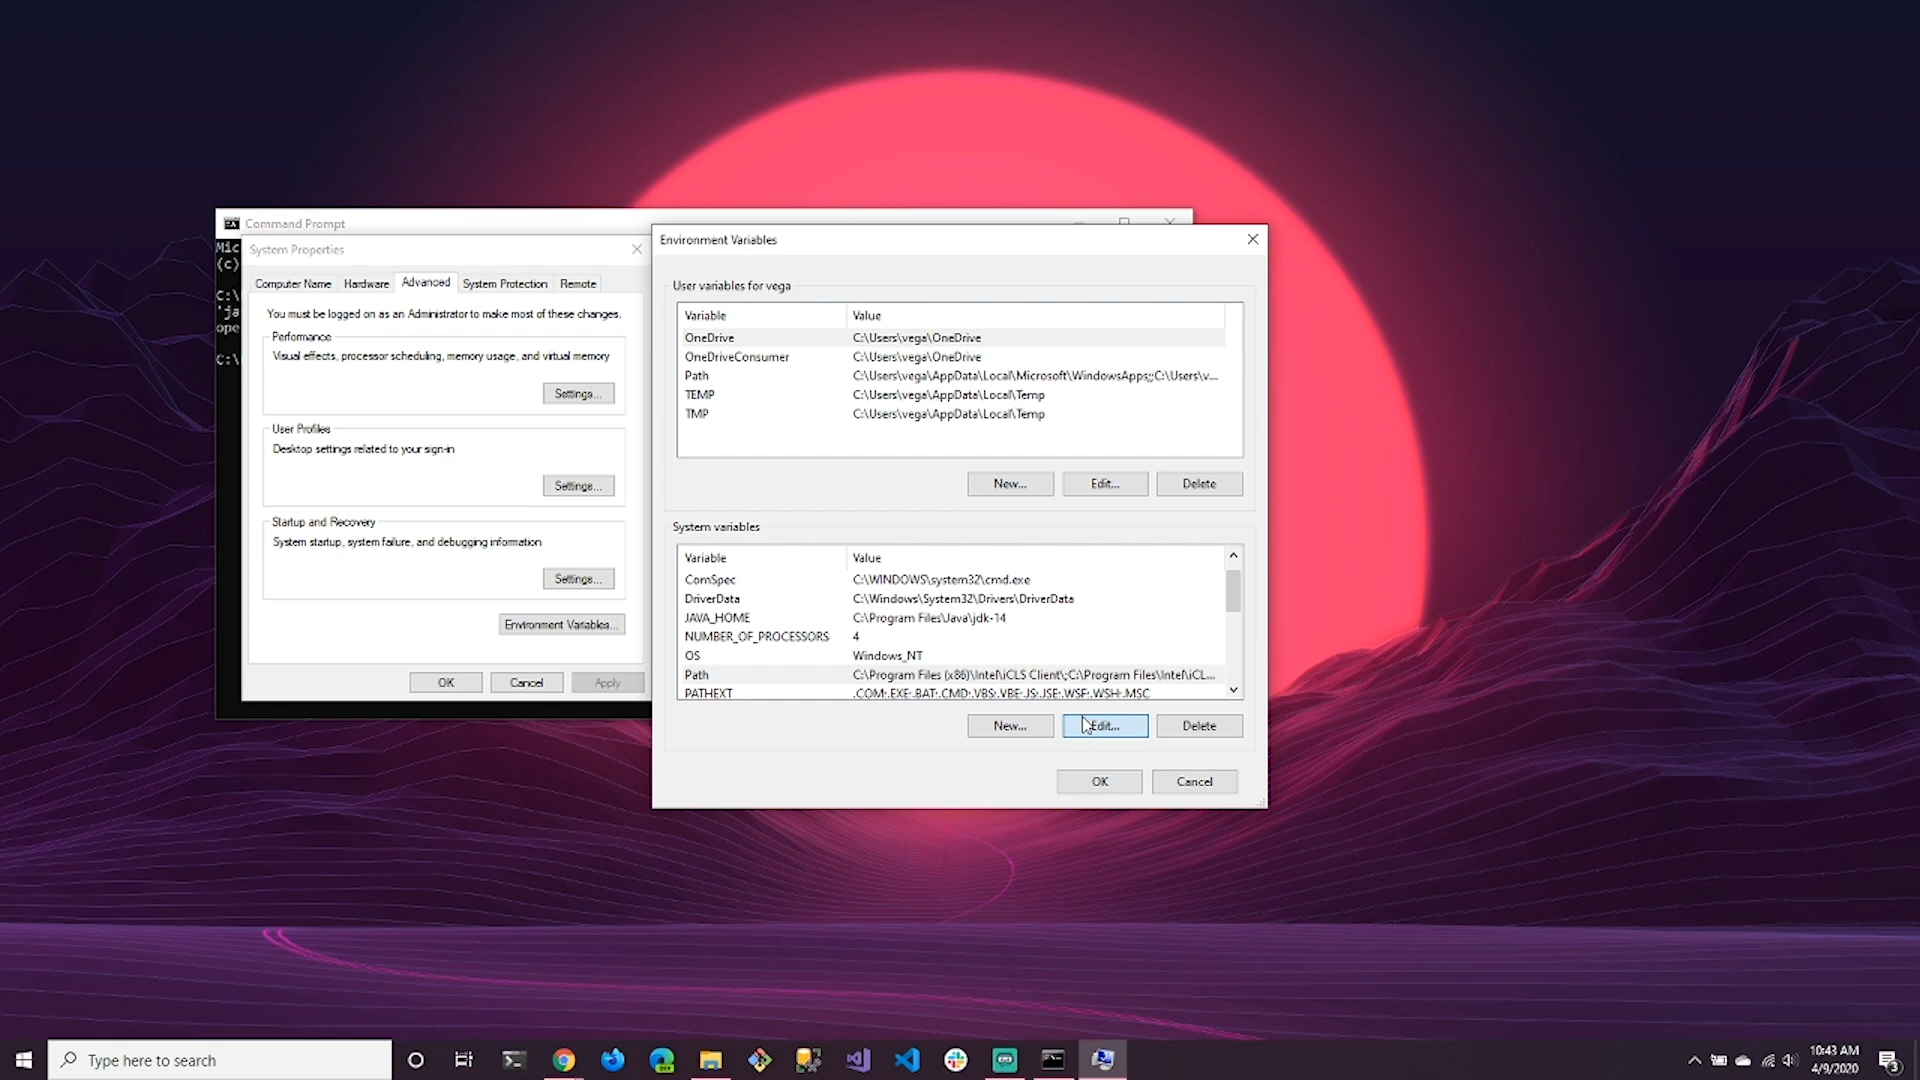 Command Prompt
Mic
(c)
C:\
'ja
ope
C:\
System Properties
Computer Name Hardware Advanced System Protection Remote
You must be logged on as an Administrator to make most of these changes.
Performance
Visual effects, processor scheduling, memory usage, and virtual memory
Settings...
User Profiles
Desktop settings related to your sign-in
Settings...
Startup and Recovery
System startup, system failure, and debugging information
Settings...
Environment Variables...
OK Cancel Apply
Environment Variables
User variables for vega
Variable Value
OneDrive C:\Users\vega\OneDrive
OneDriveConsumer C:\Users\vega\OneDrive
Path C:\Users\vega\AppData\Local\Microsoft\WindowsApps;;C:\Users\v...
TEMP C:\Users\vega\AppData\Local\Temp
TMP C:\Users\vega\AppData\Local\Temp
New... Edit... Delete
System variables
Variable Value
ComSpec C:\WINDOWS\system32\cmd.exe
DriverData C:\Windows\System32\Drivers\DriverData
JAVA_HOME C:\Program Files\Java\jdk-14
NUMBER_OF_PROCESSORS 4
OS Windows_NT
Path C:\Program Files (x86)\Intel\iCLS Client\;C:\Program Files\Intel\iCL...
PATHEXT .COM;.EXE;.BAT;.CMD;.VBS;.VBE;.JS;.JSE;.WSF;.WSH;.MSC
New... Edit... Delete
OK Cancel
Type here to search
DEV
10:43 AM
4/9/2020
3